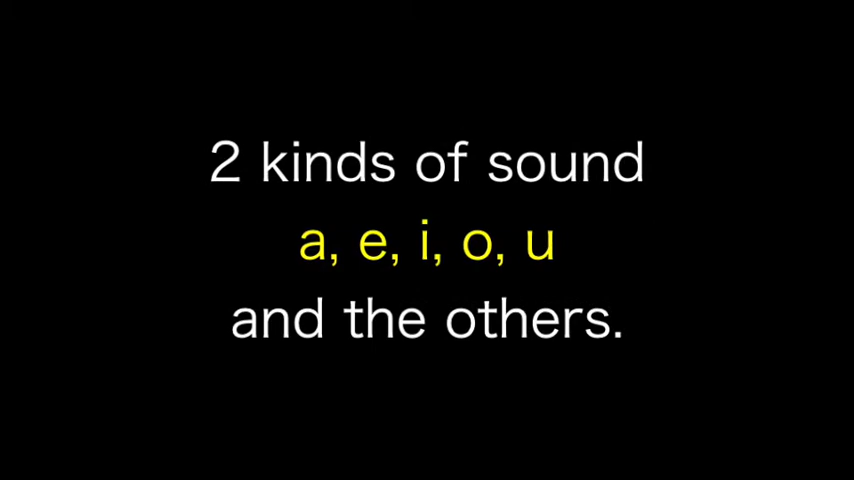 2 kinds of sound
a, e, i, o, u
and the others.